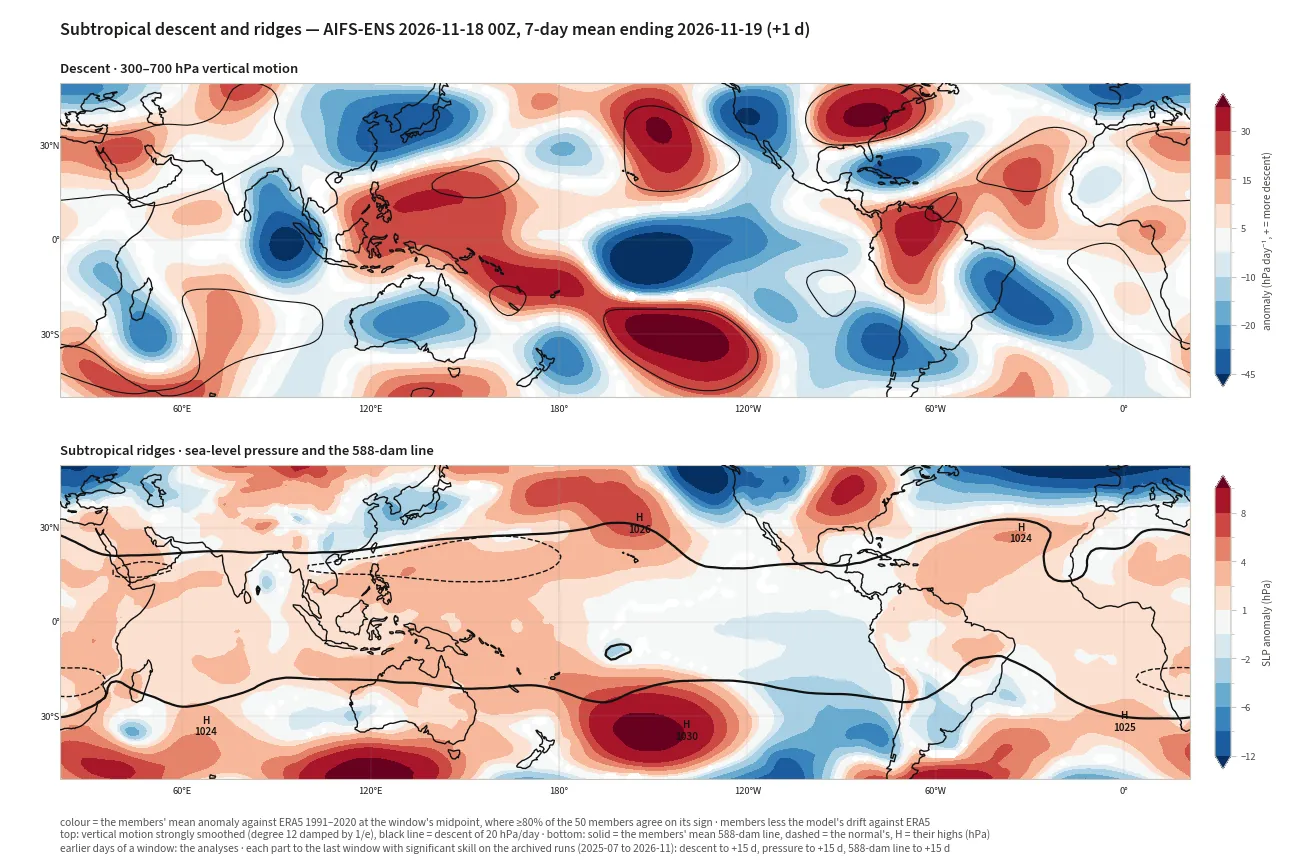 Subtropical descent and ridges — AIFS-ENS 2026-11-18 00Z, 7-day mean ending 2026-11-19 (+1 d)
Descent · 300–700 hPa vertical motion
30°N
0°
30°S
60°E
120°E
180°
120°W
60°W
0°
30
15
5
−10
−20
−45
anomaly (hPa day⁻¹, + = more descent)
Subtropical ridges · sea-level pressure and the 588-dam line
30°N
0°
30°S
H
1026
H
1024
H
1024
H
1030
H
1025
60°E
120°E
180°
120°W
60°W
0°
8
4
1
−2
−6
−12
SLP anomaly (hPa)
colour = the members' mean anomaly against ERA5 1991–2020 at the window's midpoint, where ≥80% of the 50 members agree on its sign · members less the model's drift against ERA5
top: vertical motion strongly smoothed (degree 12 damped by 1/e), black line = descent of 20 hPa/day · bottom: solid = the members' mean 588-dam line, dashed = the normal's, H = their highs (hPa)
earlier days of a window: the analyses · each part to the last window with significant skill on the archived runs (2025-07 to 2026-11): descent to +15 d, pressure to +15 d, 588-dam line to +15 d